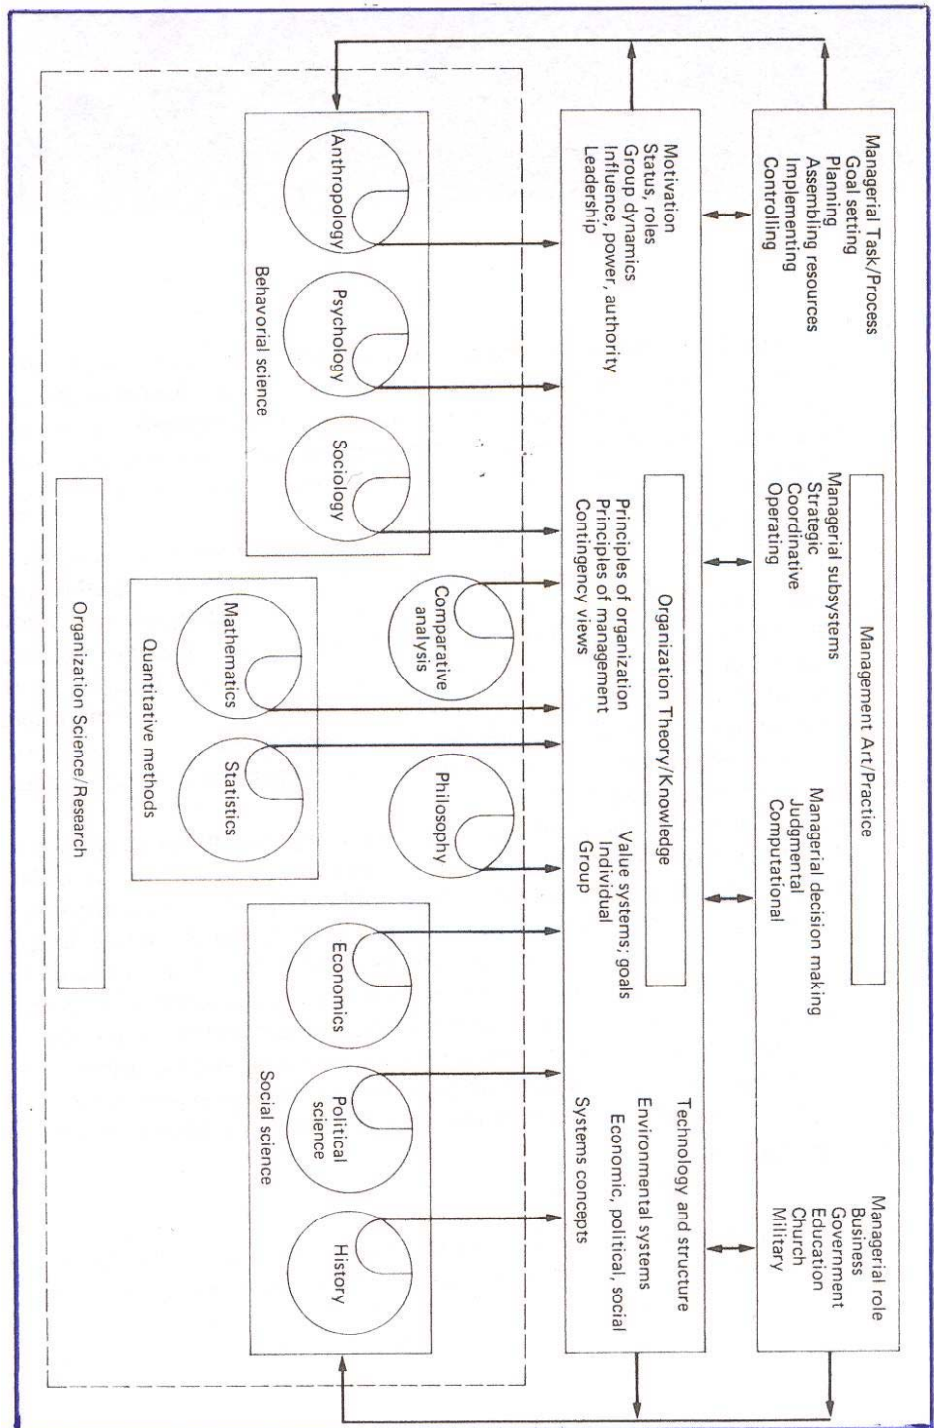 Management Art/Practice
Managerial Task/Process
Goal setting
Planning
Assembling resources
Implementing
Controlling
Managerial subsystems
Strategic
Coordinative
Operating
Managerial decision making
Judgmental
Computational
Managerial role
Business
Government
Education
Church
Military
Organization Theory/Knowledge
Motivation
Status, roles
Group dynamics
Influence, power, authority
Leadership
Principles of organization
Principles of management
Contingency views
Value systems; goals
Individual
Group
Technology and structure
Environmental systems
Economic, political, social
Systems concepts
Comparative
analysis
Philosophy
Anthropology
Psychology
Sociology
Behavorial science
Mathematics
Statistics
Quantitative methods
Economics
Political
science
History
Social science
Organization Science/Research